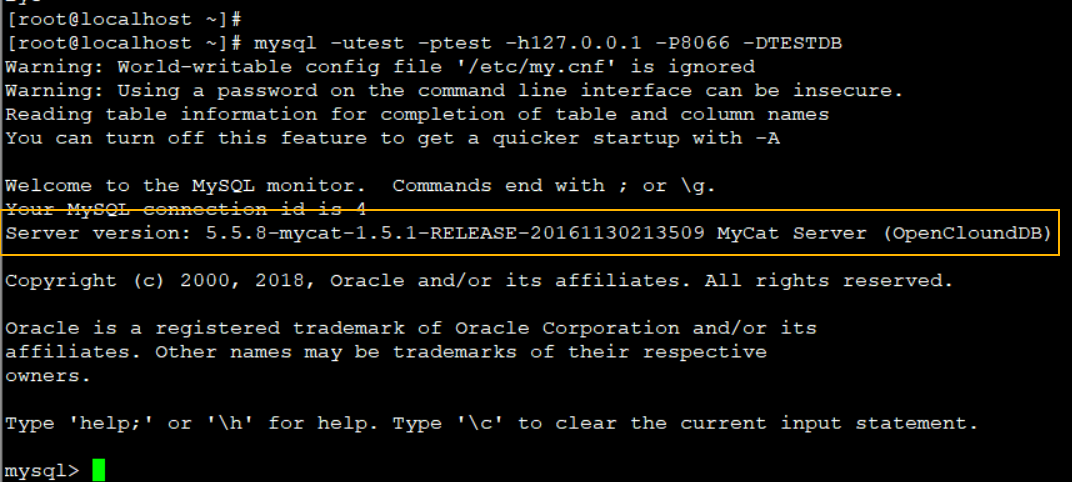 [root@localhost ~]#
[root@localhost ~]# mysql -utest -ptest -h127.0.0.1 -P8066 -DTESTDB
Warning: World-writable config file '/etc/my.cnf' is ignored
Warning: Using a password on the command line interface can be insecure.
Reading table information for completion of table and column names
You can turn off this feature to get a quicker startup with -A
Welcome to the MySQL monitor.  Commands end with ; or \g.
Your MySQL connection id is 4
Server version: 5.5.8-mycat-1.5.1-RELEASE-20161130213509 MyCat Server (OpenCloundDB)
Copyright (c) 2000, 2018, Oracle and/or its affiliates. All rights reserved.
Oracle is a registered trademark of Oracle Corporation and/or its
affiliates. Other names may be trademarks of their respective
owners.
Type 'help;' or '\h' for help. Type '\c' to clear the current input statement.
mysql>